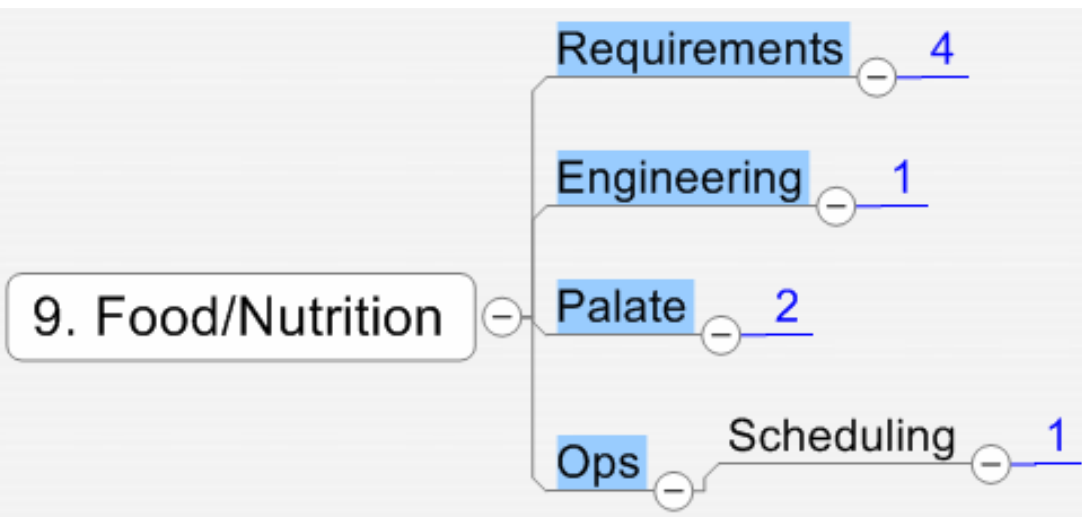 Requirements 4
Engineering 1
9. Food/Nutrition
Palate 2
Scheduling 1
Ops